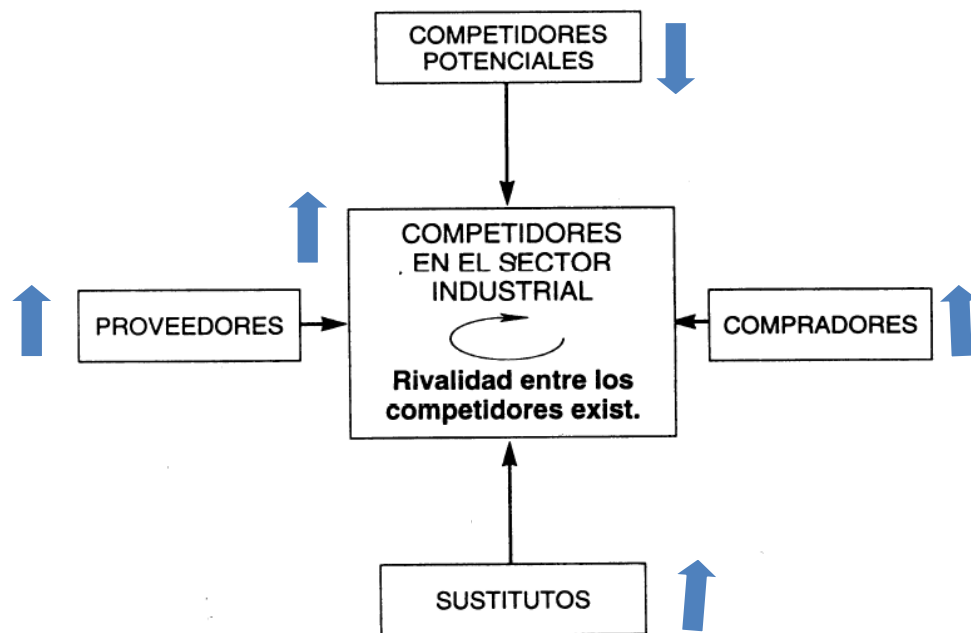 COMPETIDORES
POTENCIALES
COMPETIDORES
EN EL SECTOR
INDUSTRIAL
Rivalidad entre los
competidores exist.
PROVEEDORES
COMPRADORES
SUSTITUTOS